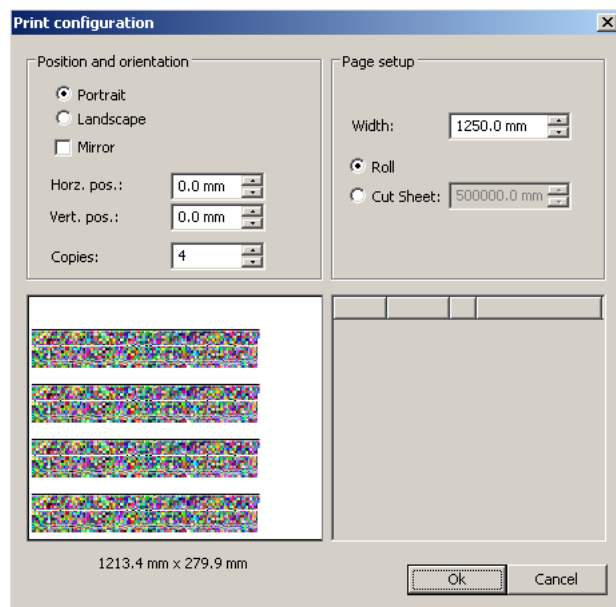 Print configuration
Position and orientation
Portrait
Landscape
Mirror
Horz. pos.: 0.0 mm
Vert. pos.: 0.0 mm
Copies: 4
Page setup
Width: 1250.0 mm
Roll
Cut Sheet: 500000.0 mm
1213.4 mm x 279.9 mm
Ok Cancel